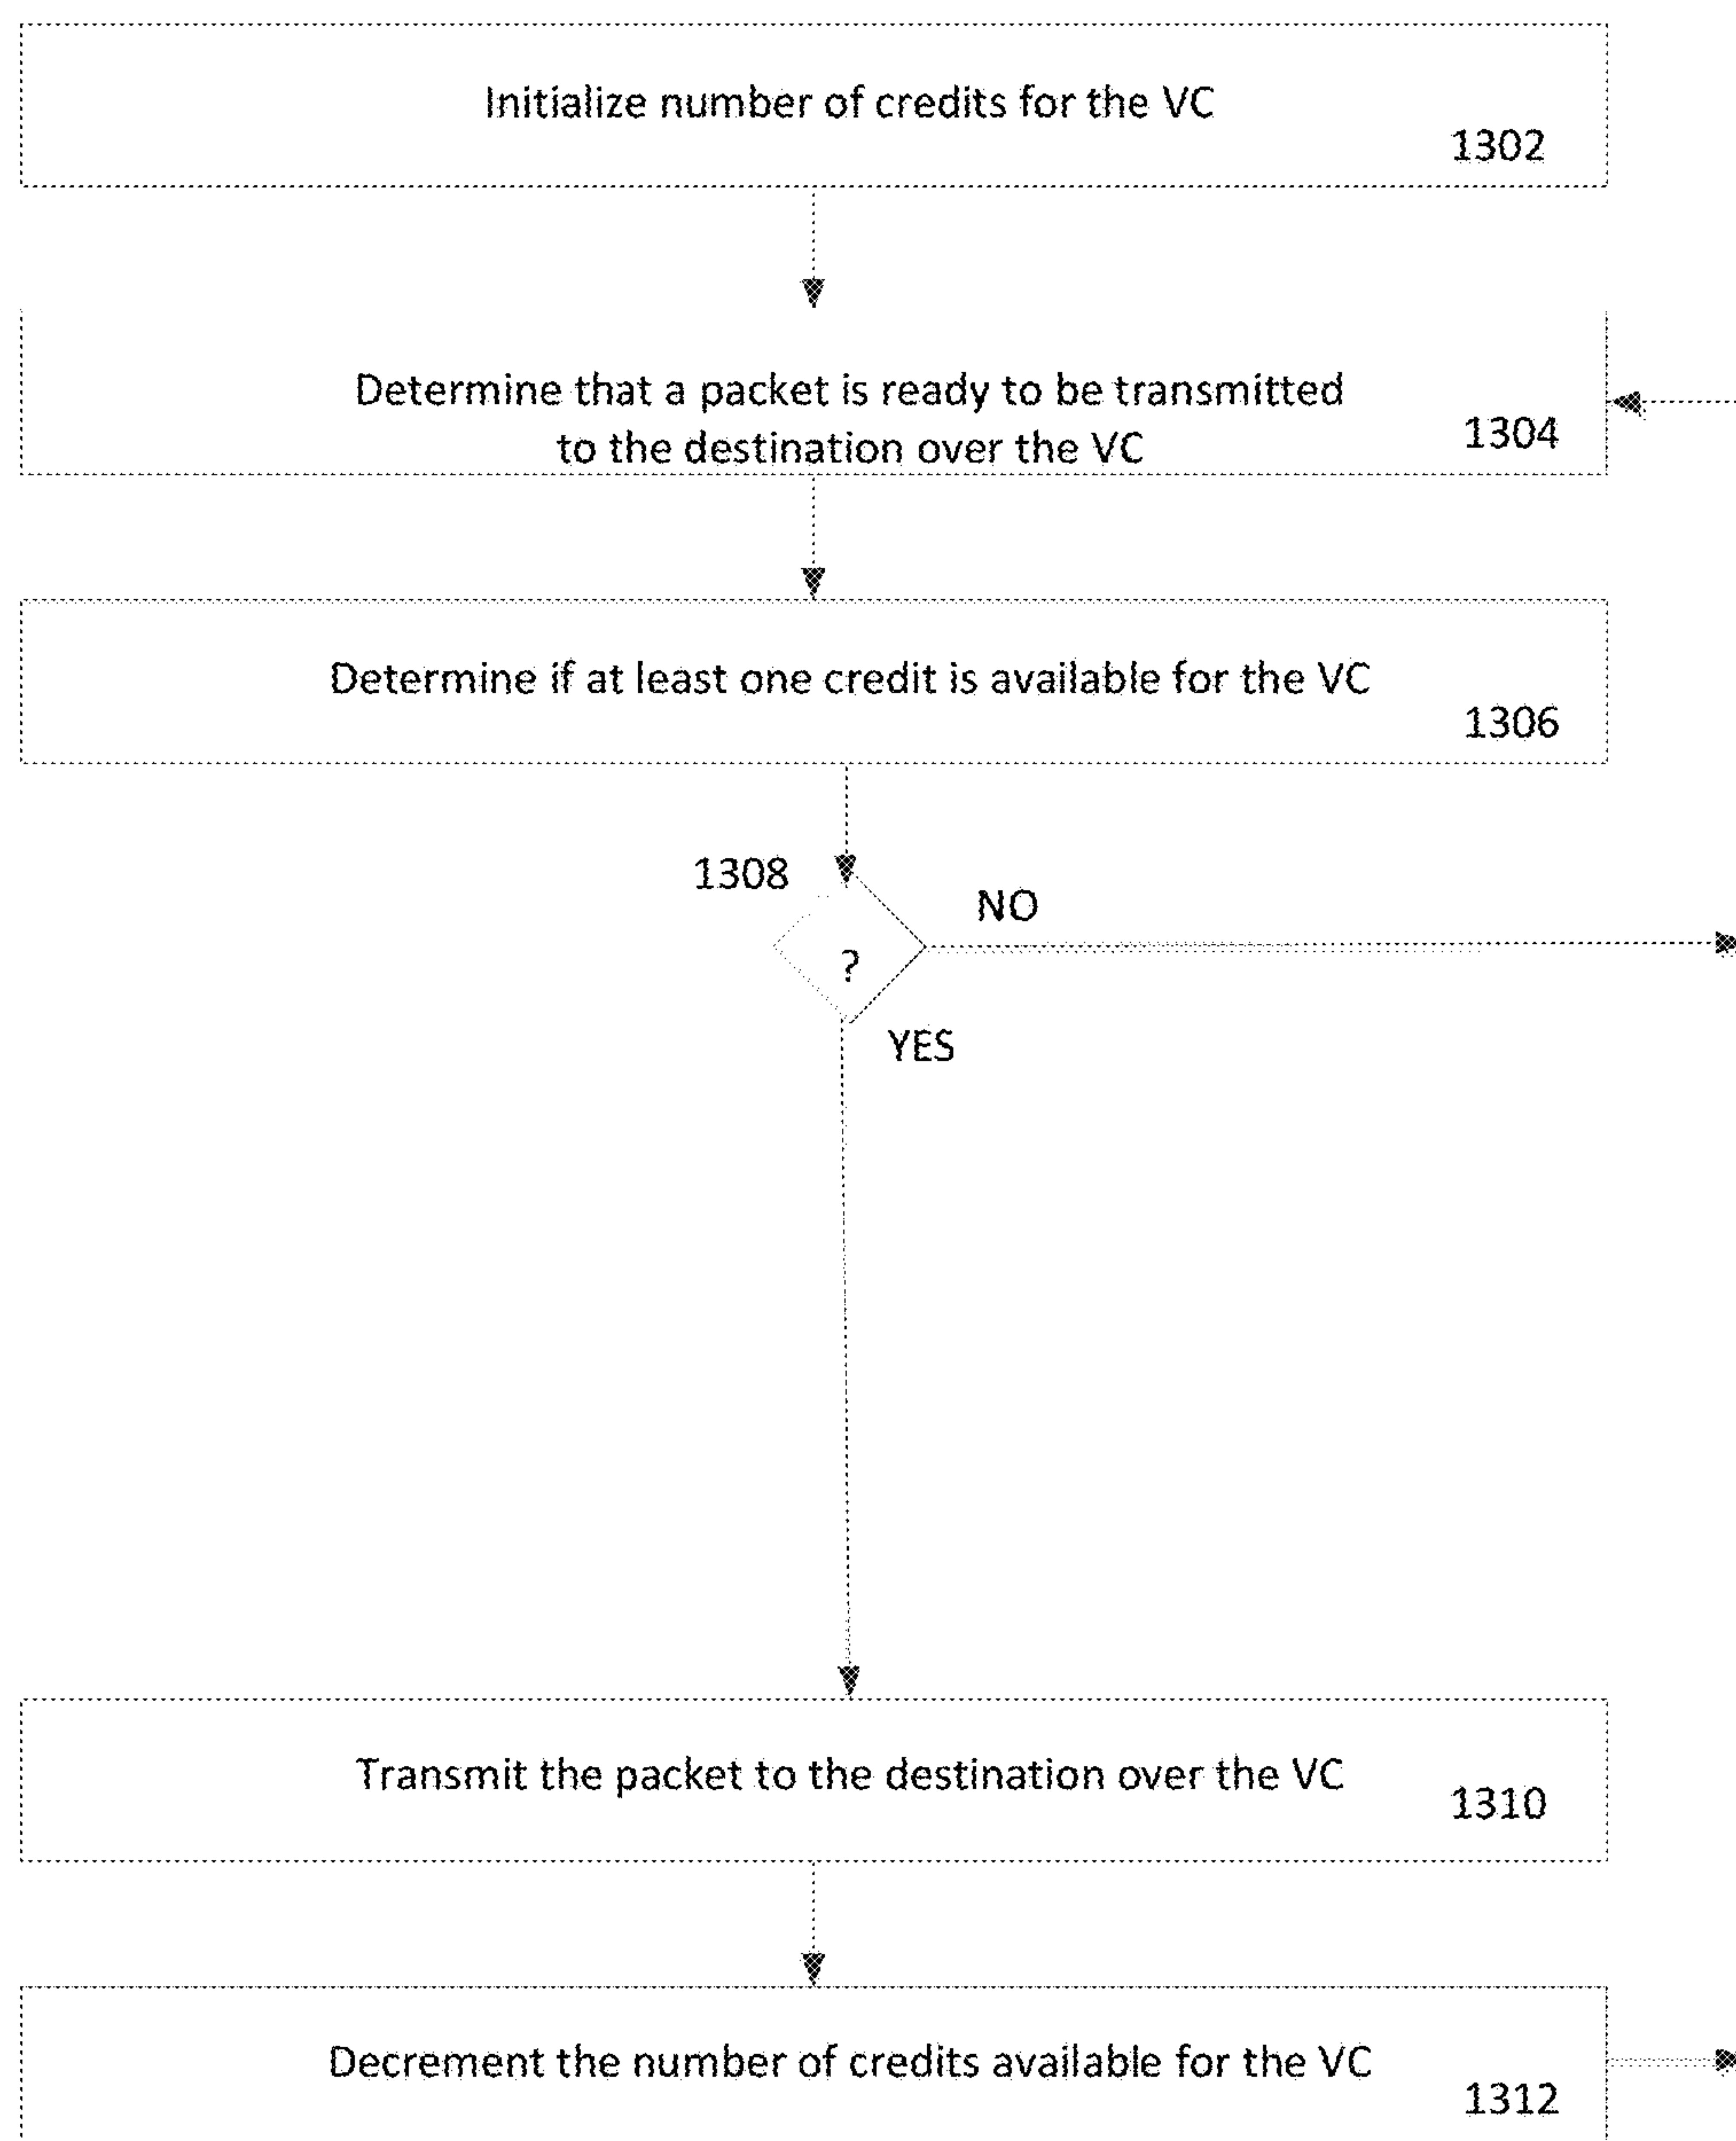 Initialize number of credits for the VC
1302
Determine that a packet is ready to be transmitted
to the destination over the VC
1304
Determine if at least one credit is available for the VC
1306
1308
NO
?
YES
Transmit the packet to the destination over the VC
1310
Decrement the number of credits available for the VC
1312